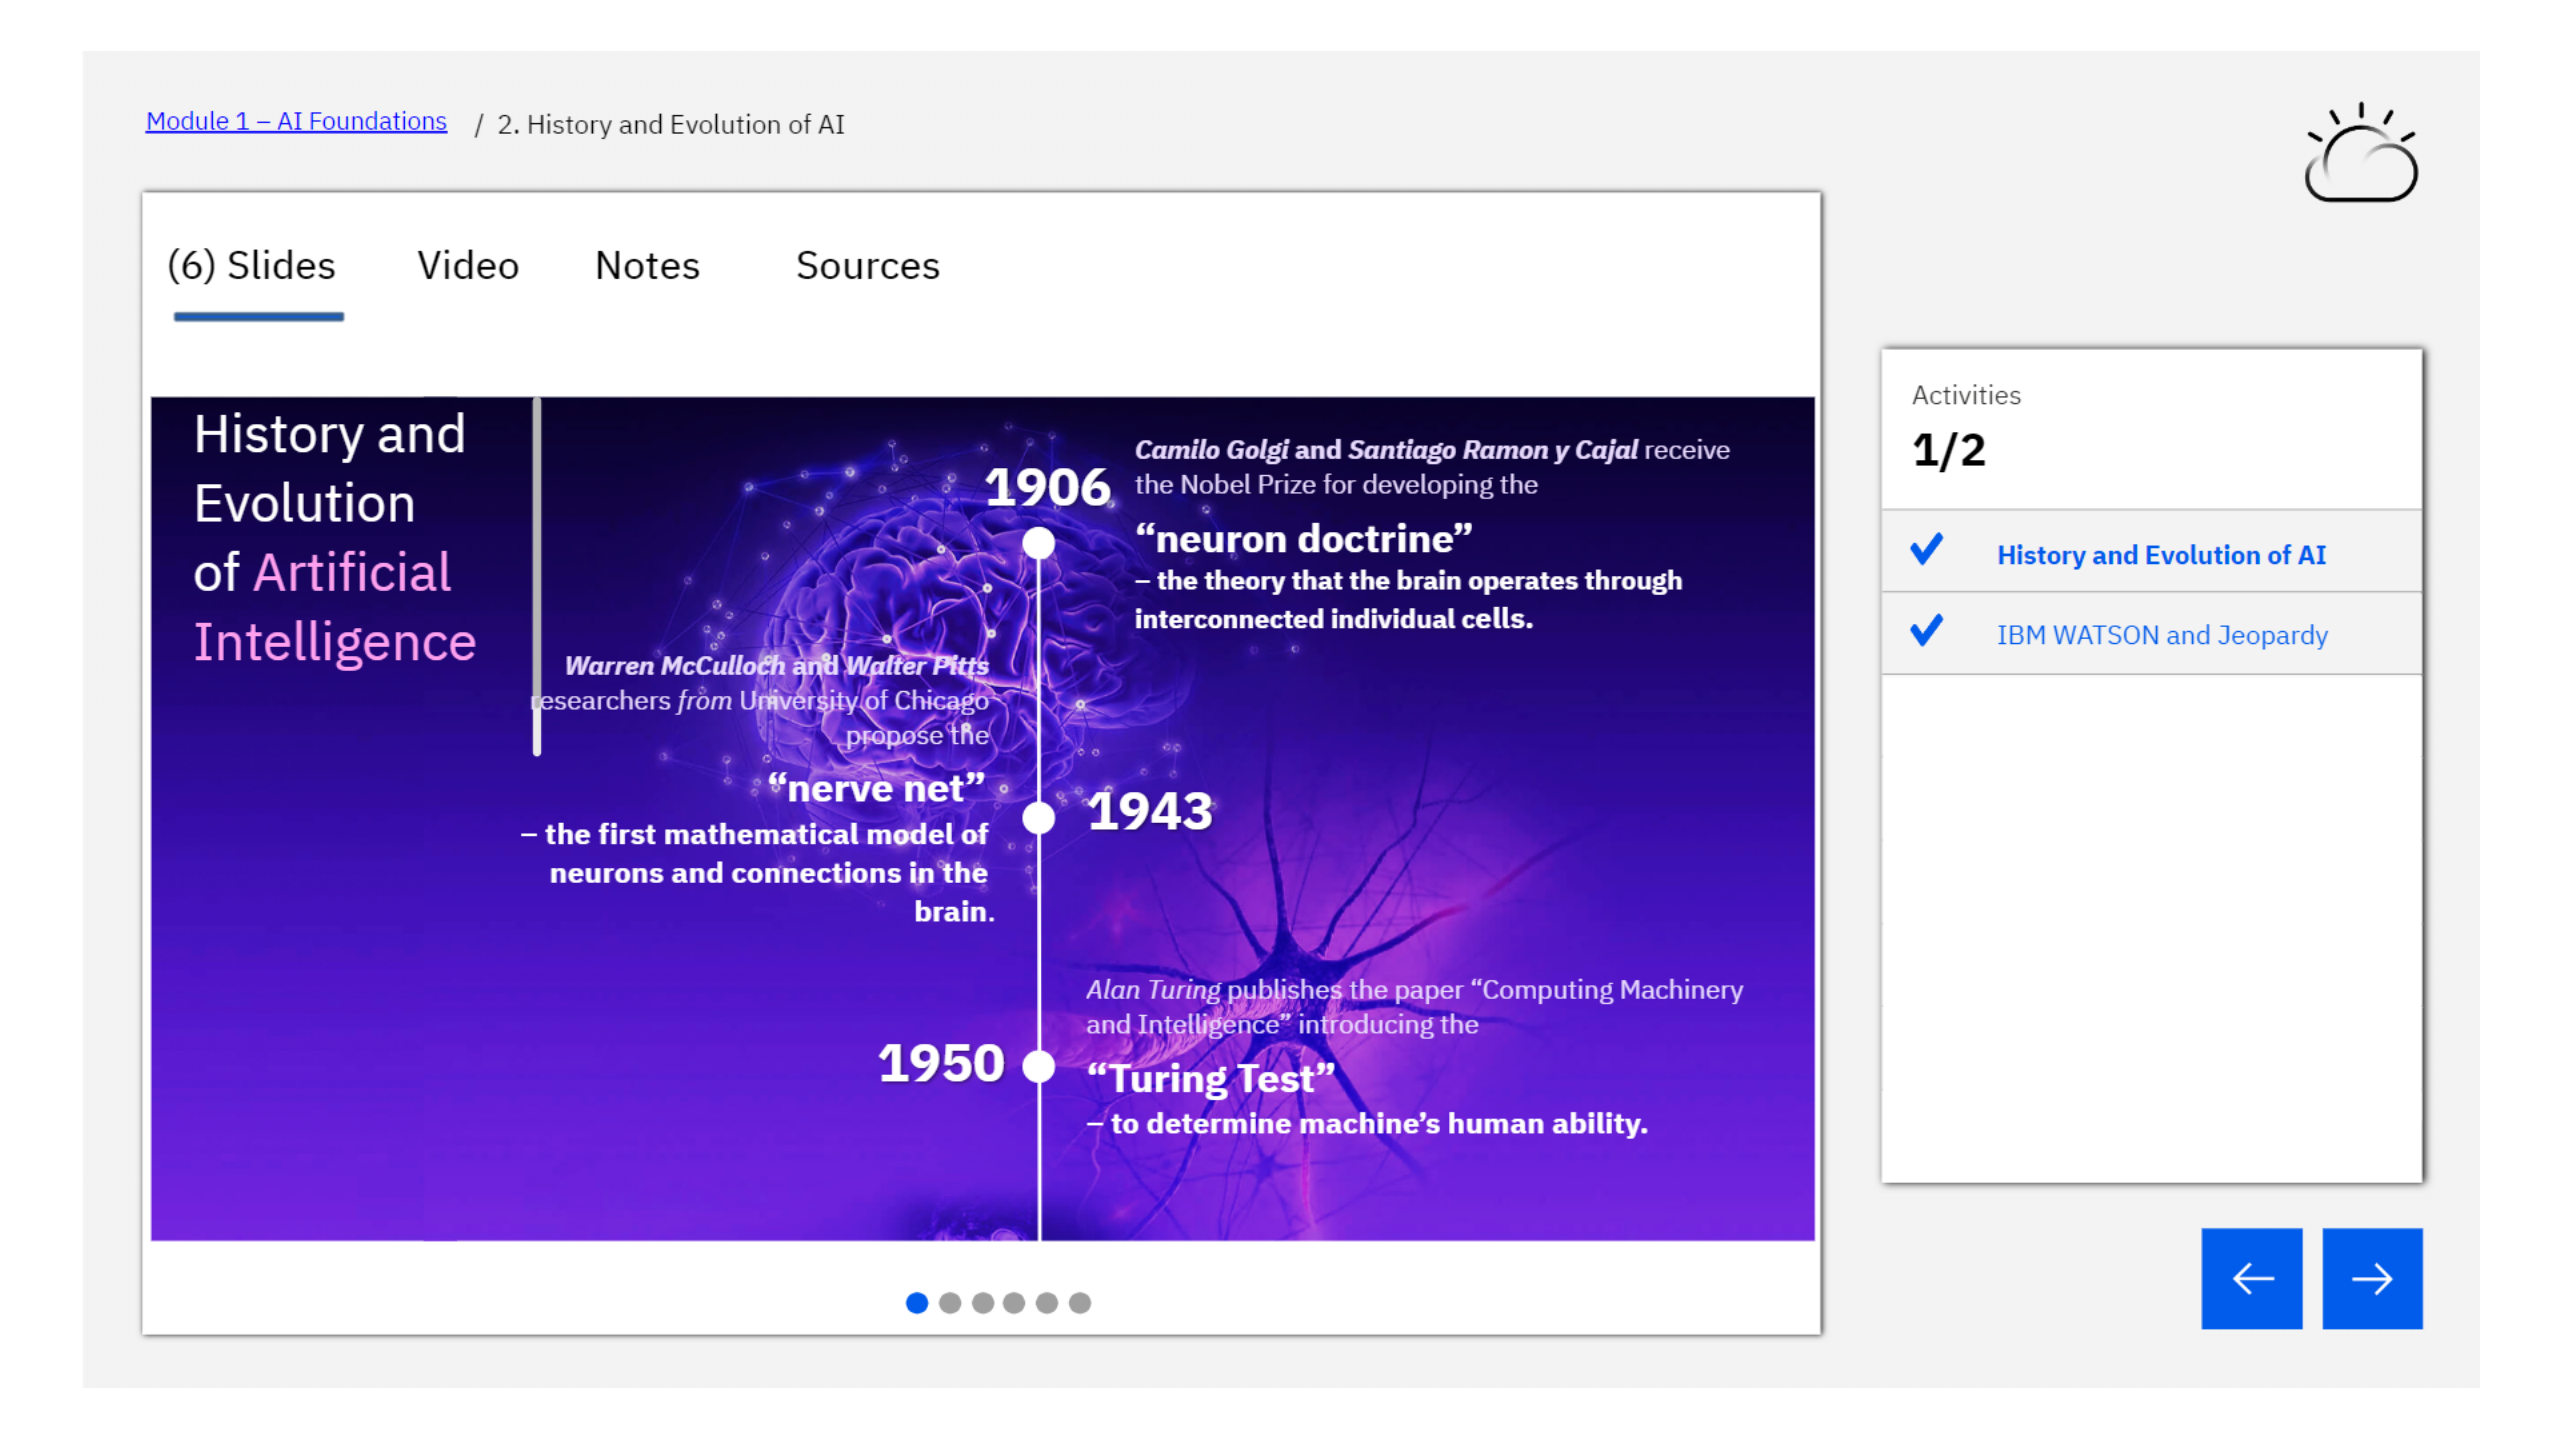 Module 1 – AI Foundations / 2. History and Evolution of AI
(6) Slides Video Notes Sources
History and
Evolution
of Artificial
Intelligence
1906
Camilo Golgi and Santiago Ramon y Cajal receive
the Nobel Prize for developing the
“neuron doctrine”
– the theory that the brain operates through
interconnected individual cells.
Warren McCulloch and Walter Pitts
researchers from University of Chicago
propose the
“nerve net”
– the first mathematical model of
neurons and connections in the
brain.
1943
Alan Turing publishes the paper “Computing Machinery
and Intelligence” introducing the
1950
“Turing Test”
– to determine machine’s human ability.
Activities
1/2
History and Evolution of AI
IBM WATSON and Jeopardy